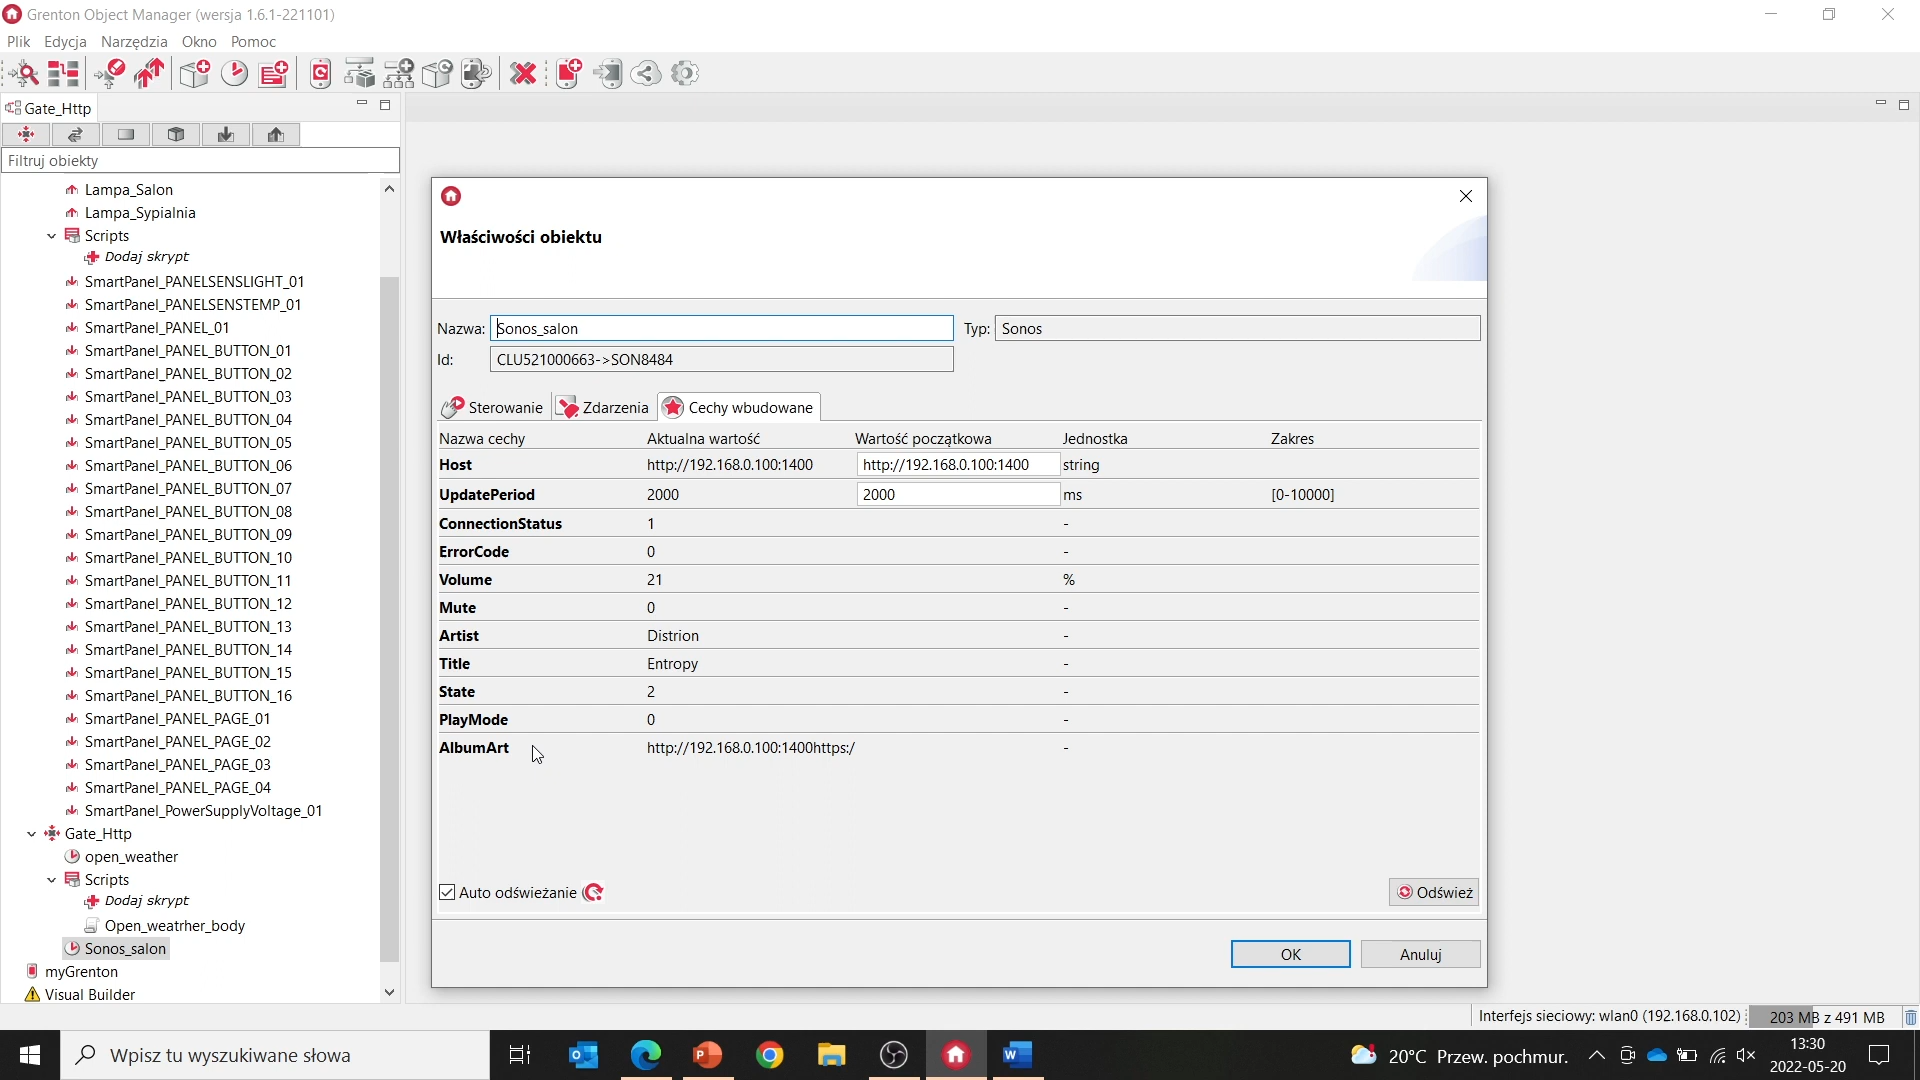 Grenton Object Manager (wersja 1.6.1-221101)
Plik Edycja Narzędzia Okno Pomoc
Gate_Http
Filtruj obiekty
Lampa_Salon
Lampa_Sypialnia
Scripts
Dodaj skrypt
SmartPanel_PANELSENSLIGHT_01
SmartPanel_PANELSENSTEMP_01
SmartPanel_PANEL_01
SmartPanel_PANEL_BUTTON_01
SmartPanel_PANEL_BUTTON_02
SmartPanel_PANEL_BUTTON_03
SmartPanel_PANEL_BUTTON_04
SmartPanel_PANEL_BUTTON_05
SmartPanel_PANEL_BUTTON_06
SmartPanel_PANEL_BUTTON_07
SmartPanel_PANEL_BUTTON_08
SmartPanel_PANEL_BUTTON_09
SmartPanel_PANEL_BUTTON_10
SmartPanel_PANEL_BUTTON_11
SmartPanel_PANEL_BUTTON_12
SmartPanel_PANEL_BUTTON_13
SmartPanel_PANEL_BUTTON_14
SmartPanel_PANEL_BUTTON_15
SmartPanel_PANEL_BUTTON_16
SmartPanel_PANEL_PAGE_01
SmartPanel_PANEL_PAGE_02
SmartPanel_PANEL_PAGE_03
SmartPanel_PANEL_PAGE_04
SmartPanel_PowerSupplyVoltage_01
Gate_Http
open_weather
Scripts
Dodaj skrypt
Open_weatrher_body
Sonos_salon
myGrenton
Visual Builder
Właściwości obiektu
Nazwa: Sonos_salon Typ: Sonos
Id: CLU521000663->SON8484
Sterowanie Zdarzenia Cechy wbudowane
Nazwa cechy Aktualna wartość Wartość początkowa Jednostka Zakres
Host http://192.168.0.100:1400 http://192.168.0.100:1400 string
UpdatePeriod 2000 2000 ms [0-10000]
ConnectionStatus 1 -
ErrorCode 0 -
Volume 21 %
Mute 0 -
Artist Distrion -
Title Entropy -
State 2 -
PlayMode 0 -
AlbumArt http://192.168.0.100:1400https:/ -
Auto odświeżanie Odśwież
OK Anuluj
Interfejs sieciowy: wlan0 (192.168.0.102) 203 MB z 491 MB
Wpisz tu wyszukiwane słowa
20°C Przew. pochmur.
13:30
2022-05-20